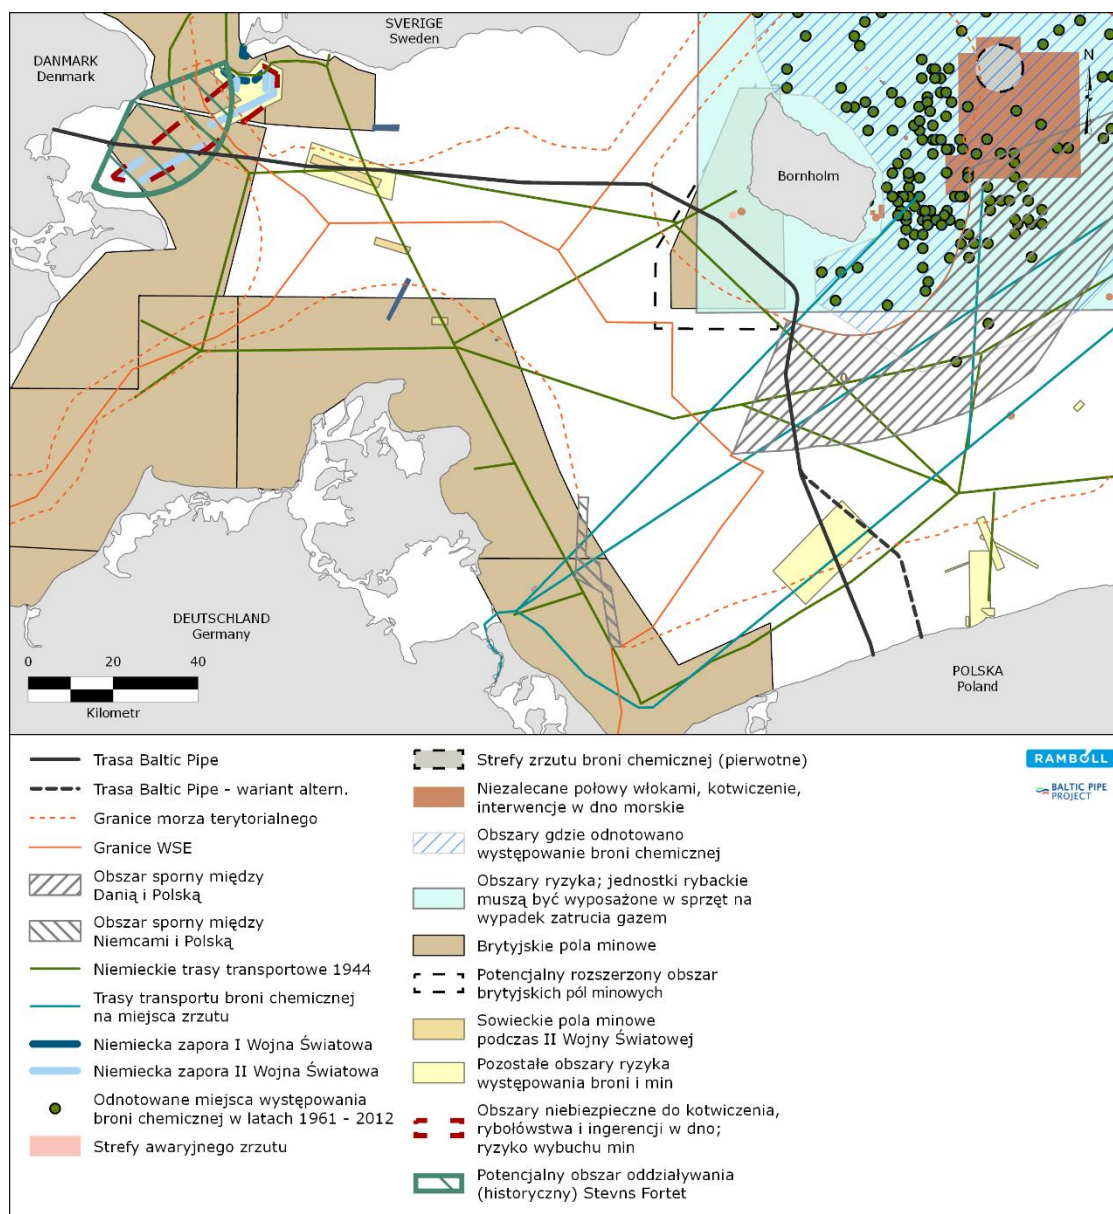 SVERIGE
Sweden
DANMARK
Denmark
N
Bornholm
DEUTSCHLAND
Germany
0 20 40
Kilometr
POLSKA
Poland
Trasa Baltic Pipe
Trasa Baltic Pipe - wariant altern.
Granice morza terytorialnego
Granice WSE
Obszar sporny między
Danią i Polską
Obszar sporny między
Niemcami i Polską
Niemieckie trasy transportowe 1944
Trasy transportu broni chemicznej
na miejsca zrzutu
Niemiecka zapora I Wojna Światowa
Niemiecka zapora II Wojna Światowa
Odnotowane miejsca występowania
broni chemicznej w latach 1961 - 2012
Strefy awaryjnego zrzutu
Strefy zrzutu broni chemicznej (pierwotne)
Niezalecane połowy włokami, kotwiczenie,
interwencje w dno morskie
Obszary gdzie odnotowano
występowanie broni chemicznej
Obszary ryzyka; jednostki rybackie
muszą być wyposażone w sprzęt na
wypadek zatrucia gazem
Brytyjskie pola minowe
Potencjalny rozszerzony obszar
brytyjskich pól minowych
Sowieckie pola minowe
podczas II Wojny Światowej
Pozostałe obszary ryzyka
występowania broni i min
Obszary niebezpieczne do kotwiczenia,
rybołówstwa i ingerencji w dno;
ryzyko wybuchu min
Potencjalny obszar oddziaływania
(historyczny) Stevns Fortet
RAMBOLL
BALTIC PIPE
PROJECT